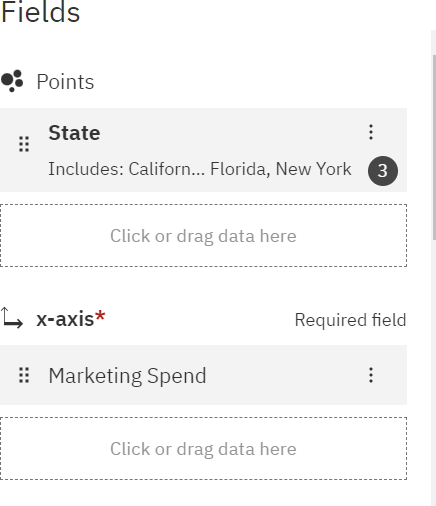 Fields
Points
State
Includes: Californ... Florida, New York
3
Click or drag data here
x-axis* Required field
Marketing Spend
Click or drag data here